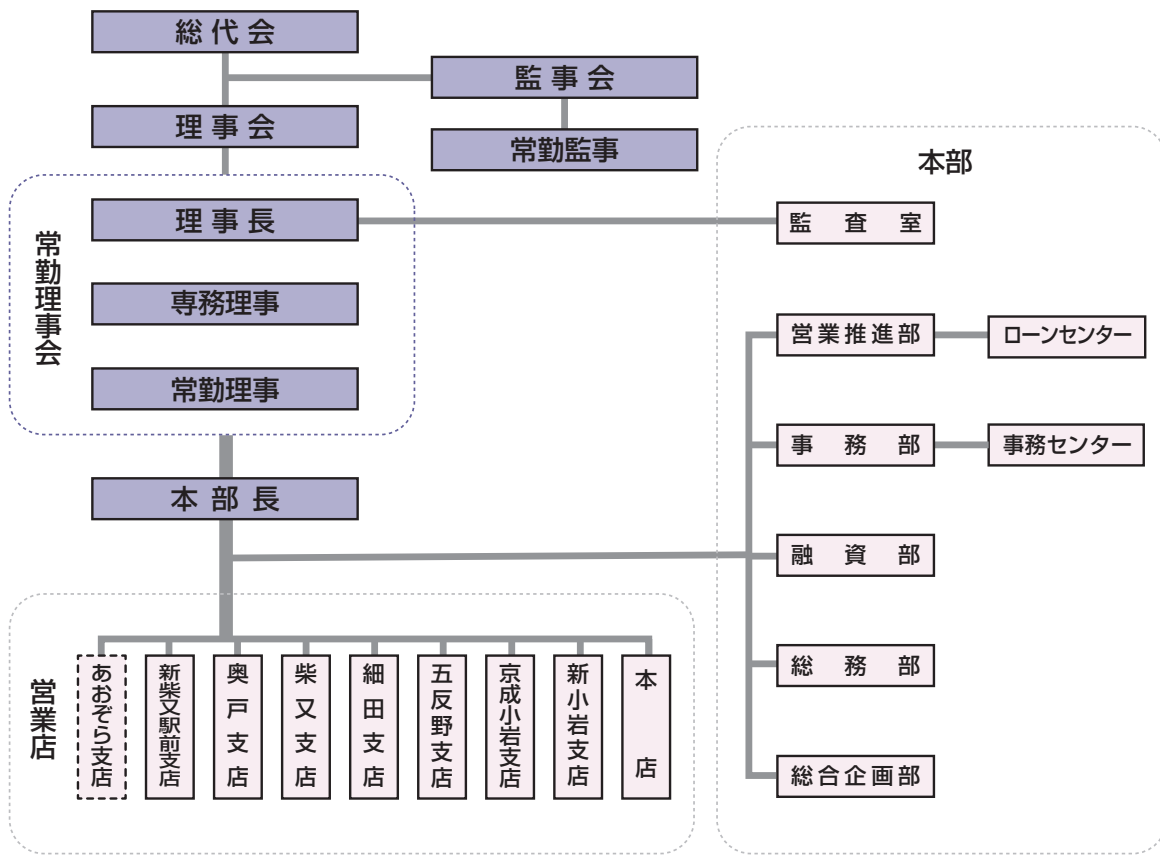 総代会
監事会
理事会
常勤監事
本部
常勤理事会
理事長
監査室
専務理事
営業推進部
ローンセンター
常勤理事
事務部
事務センター
本部長
融資部
営業店
あおぞら支店
新柴又駅前支店
奥戸支店
柴又支店
細田支店
五反野支店
京成小岩支店
新小岩支店
本店
総務部
総合企画部